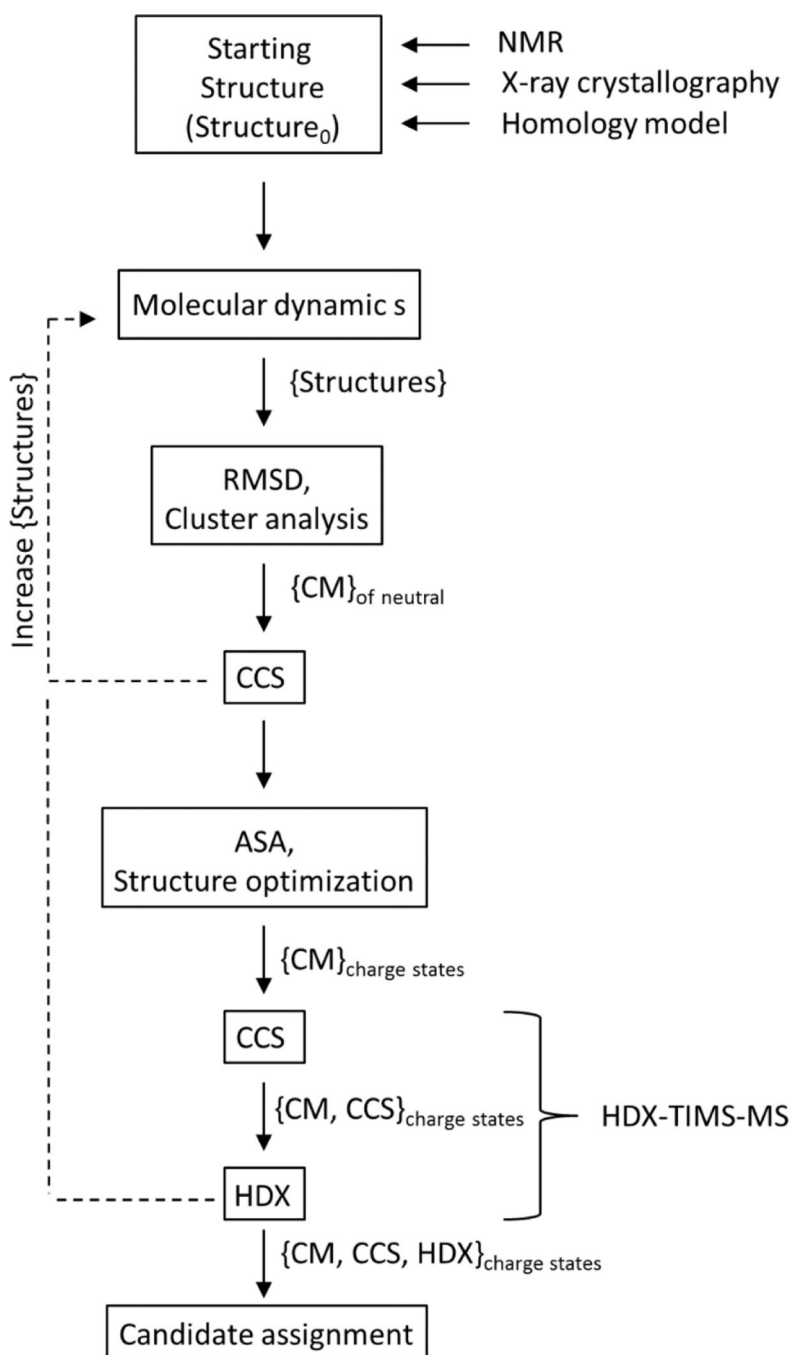 Starting
Structure
(Structure₀)
NMR
X-ray crystallography
Homology model
Molecular dynamic s
{Structures}
Increase {Structures}
RMSD,
Cluster analysis
{CM}of neutral
CCS
ASA,
Structure optimization
{CM}charge states
CCS
{CM, CCS}charge states
HDX-TIMS-MS
HDX
{CM, CCS, HDX}charge states
Candidate assignment